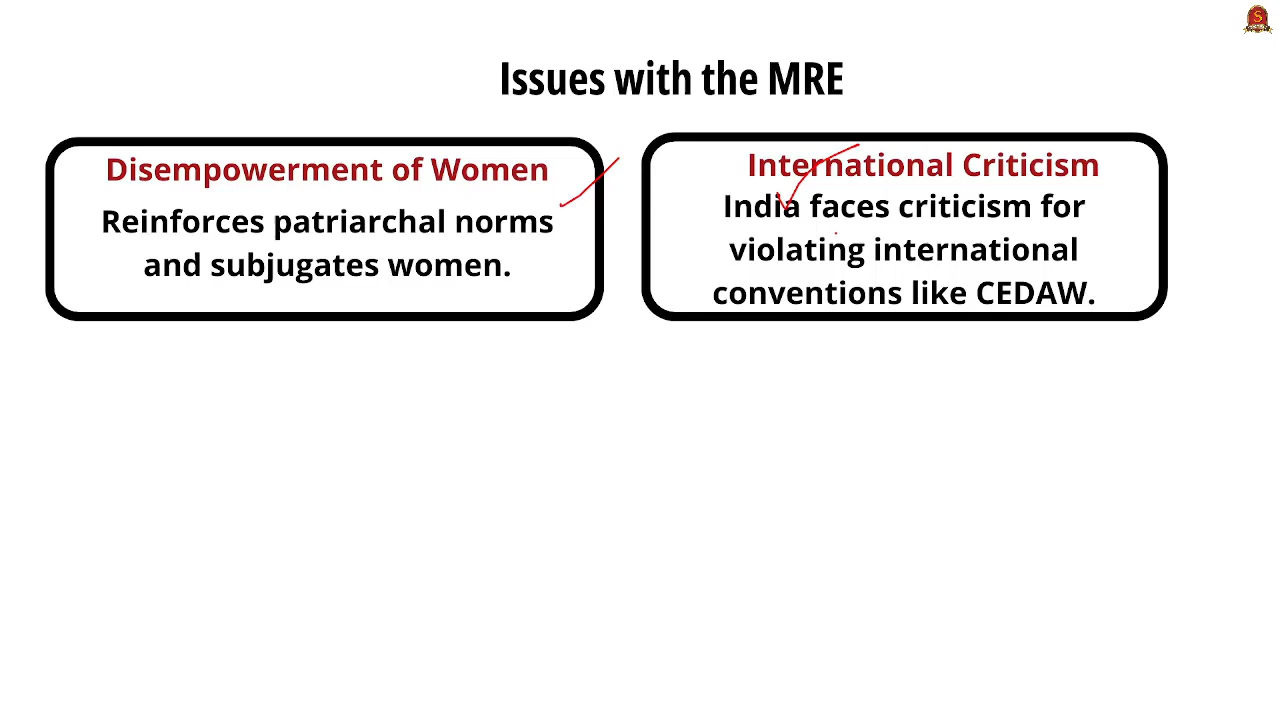 Issues with the MRE
Disempowerment of Women
Reinforces patriarchal norms
and subjugates women.
International Criticism
India faces criticism for
violating international
conventions like CEDAW.